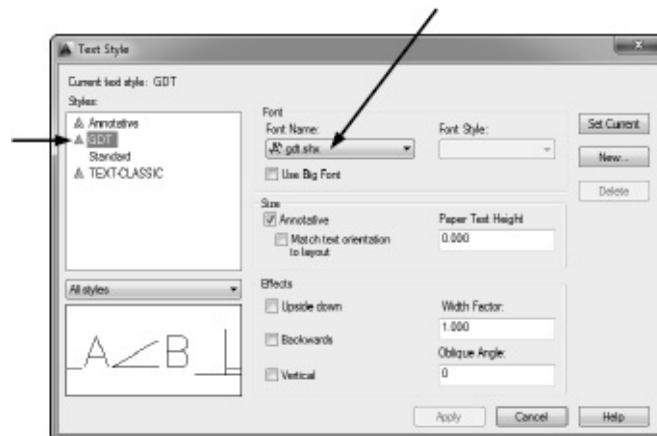 Text Style
Current text style: GDT
Styles:
Annotative
GDT
Standard
TEXT-CLASSIC
All styles
A B
Font
Font Name:
gdt.shx
Use Big Font
Font Style:
Size
Annotative
Match text orientation
to layout
Paper Text Height
0.000
Effects
Upside down
Backwards
Vertical
Width Factor:
1.000
Oblique Angle:
0
Set Current
New...
Delete
Apply
Cancel
Help